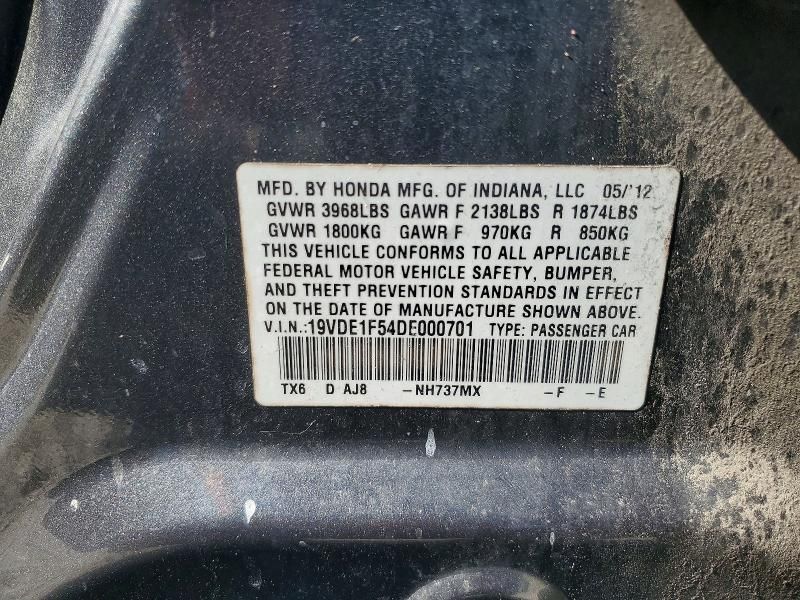 MFD. BY HONDA MFG. OF INDIANA, LLC 05/'12
GVWR 3968LBS GAWR F 2138LBS R 1874LBS
GVWR 1800KG GAWR F 970KG R 850KG
THIS VEHICLE CONFORMS TO ALL APPLICABLE
FEDERAL MOTOR VEHICLE SAFETY, BUMPER,
AND THEFT PREVENTION STANDARDS IN EFFECT
ON THE DATE OF MANUFACTURE SHOWN ABOVE.
V.I.N.:19VDE1F54DE000701 TYPE: PASSENGER CAR
TX6 D AJ8 -NH737MX -F -E